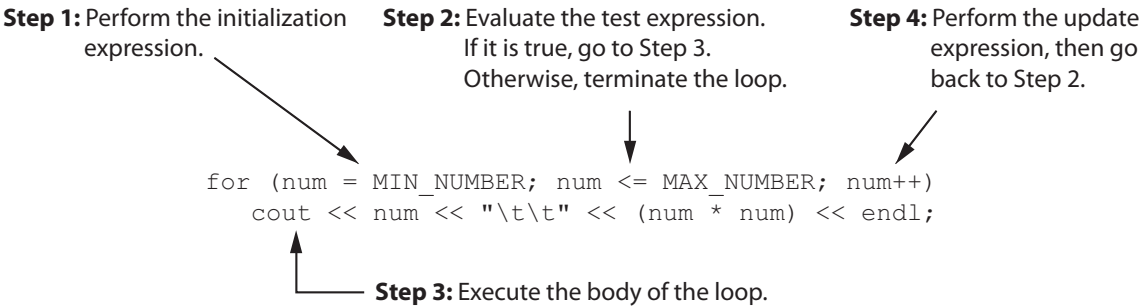 Step 1: Perform the initialization
expression.
Step 2: Evaluate the test expression.
If it is true, go to Step 3.
Otherwise, terminate the loop.
Step 4: Perform the update
expression, then go
back to Step 2.
for (num = MIN_NUMBER; num <= MAX_NUMBER; num++)
cout << num << "\t\t" << (num * num) << endl;
Step 3: Execute the body of the loop.